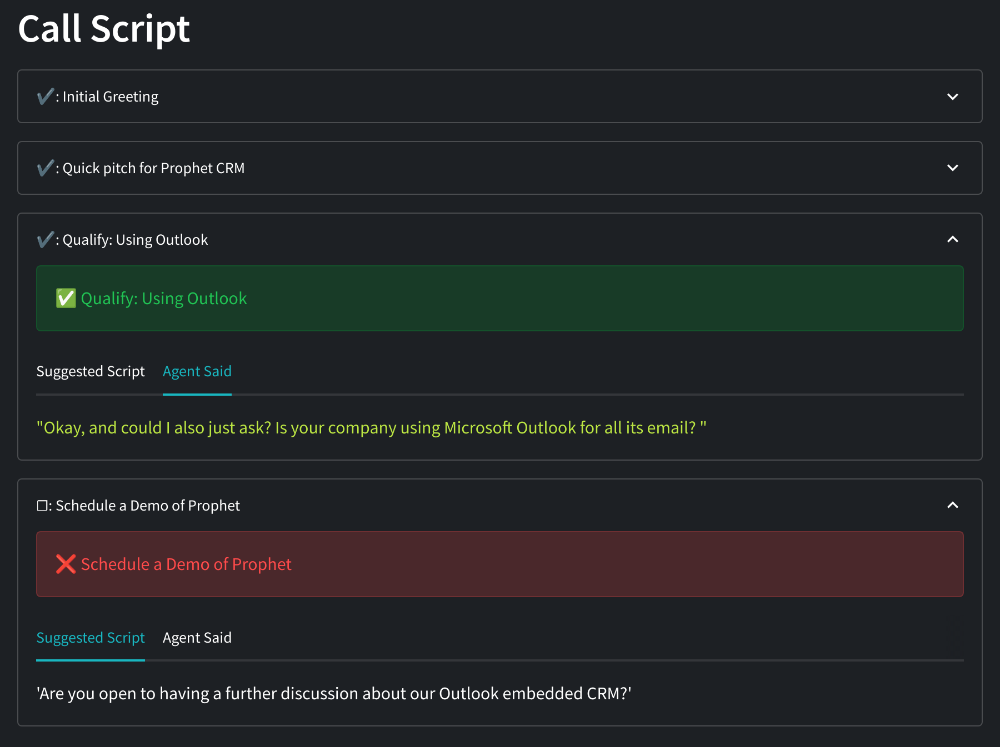 Call Script
✔️: Initial Greeting
✔️: Quick pitch for Prophet CRM
✔️: Qualify: Using Outlook
✅ Qualify: Using Outlook
Suggested Script Agent Said
"Okay, and could I also just ask? Is your company using Microsoft Outlook for all its email? "
❒: Schedule a Demo of Prophet
❌ Schedule a Demo of Prophet
Suggested Script Agent Said
'Are you open to having a further discussion about our Outlook embedded CRM?'